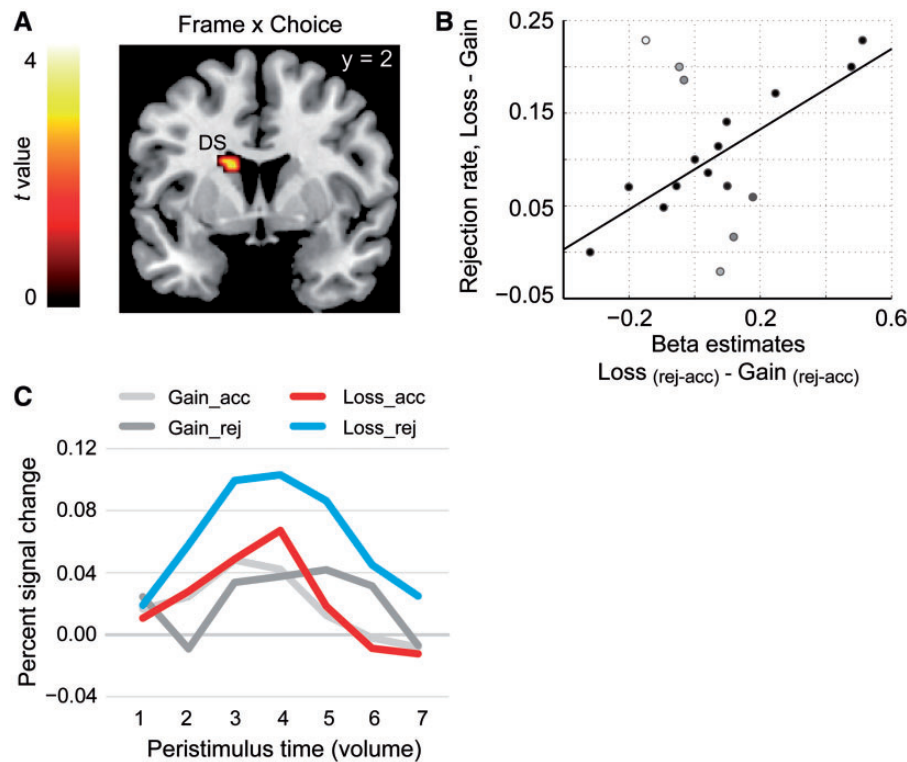 A
Frame x Choice
4
t value
0
y = 2
DS
B
Rejection rate, Loss - Gain
0.25
0.15
0.05
−0.05
−0.2
0.2
0.6
Beta estimates
Loss (rej-acc) - Gain (rej-acc)
C
Gain_acc
Loss_acc
Gain_rej
Loss_rej
Percent signal change
0.12
0.08
0.04
0.00
−0.04
1 2 3 4 5 6 7
Peristimulus time (volume)